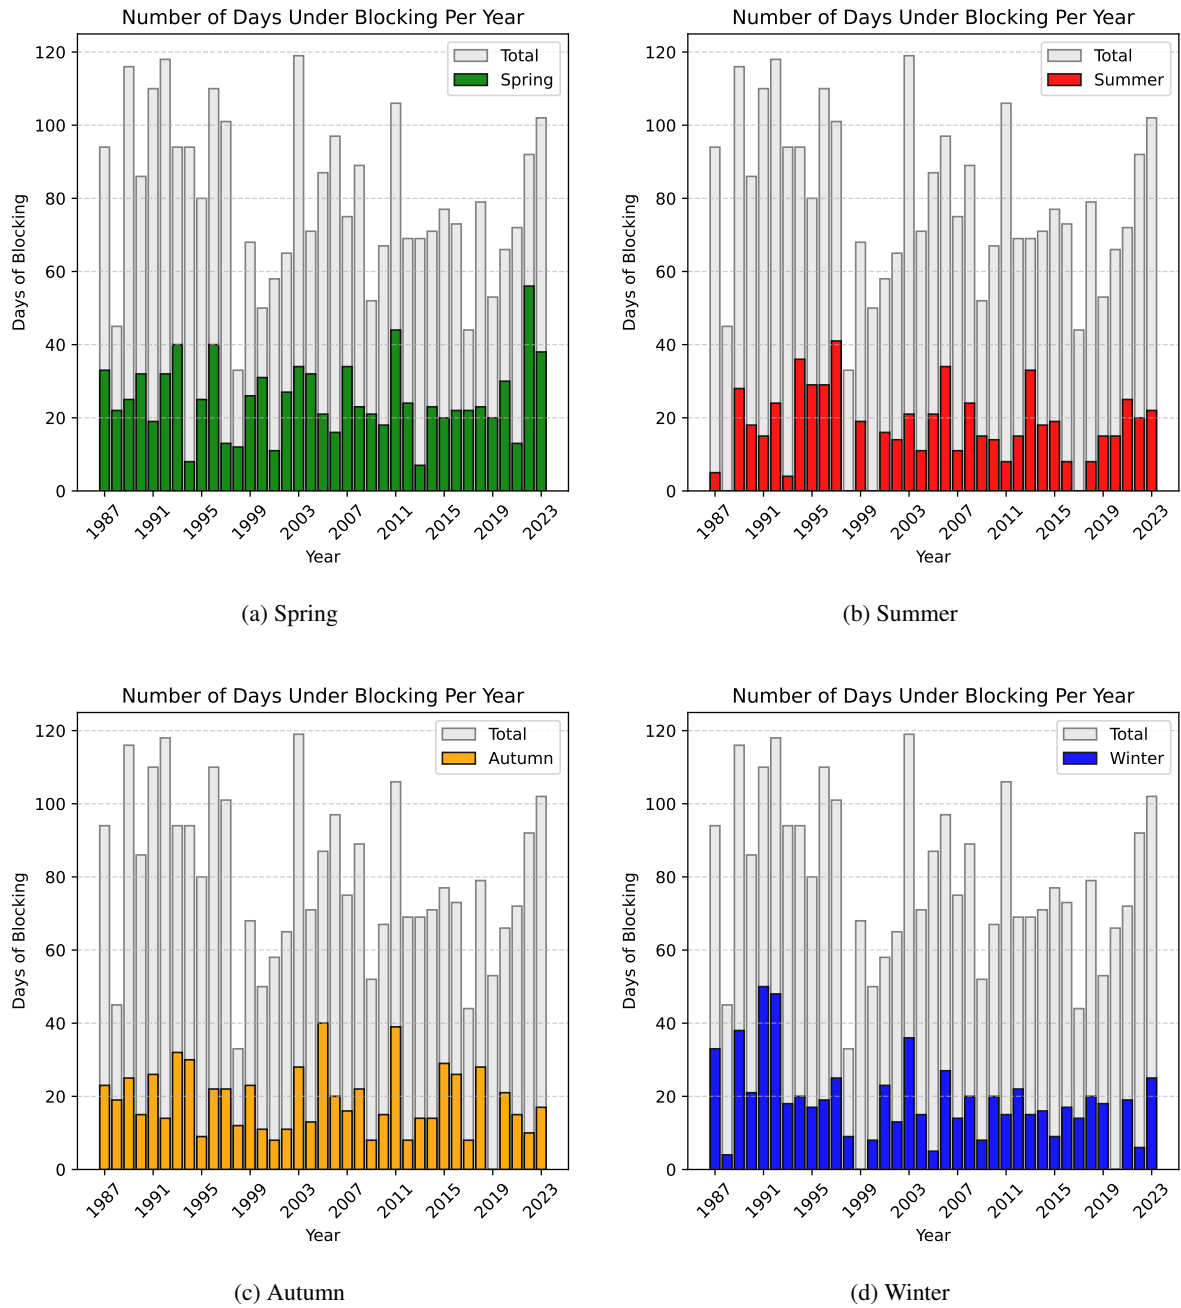 Number of Days Under Blocking Per Year
Total
Spring
Days of Blocking
120
100
80
60
40
20
0
1987 1991 1995 1999 2003 2007 2011 2015 2019 2023
Year
(a) Spring
Number of Days Under Blocking Per Year
Total
Summer
Days of Blocking
120
100
80
60
40
20
0
1987 1991 1995 1999 2003 2007 2011 2015 2019 2023
Year
(b) Summer
Number of Days Under Blocking Per Year
Total
Autumn
Days of Blocking
120
100
80
60
40
20
0
1987 1991 1995 1999 2003 2007 2011 2015 2019 2023
Year
(c) Autumn
Number of Days Under Blocking Per Year
Total
Winter
Days of Blocking
120
100
80
60
40
20
0
1987 1991 1995 1999 2003 2007 2011 2015 2019 2023
Year
(d) Winter